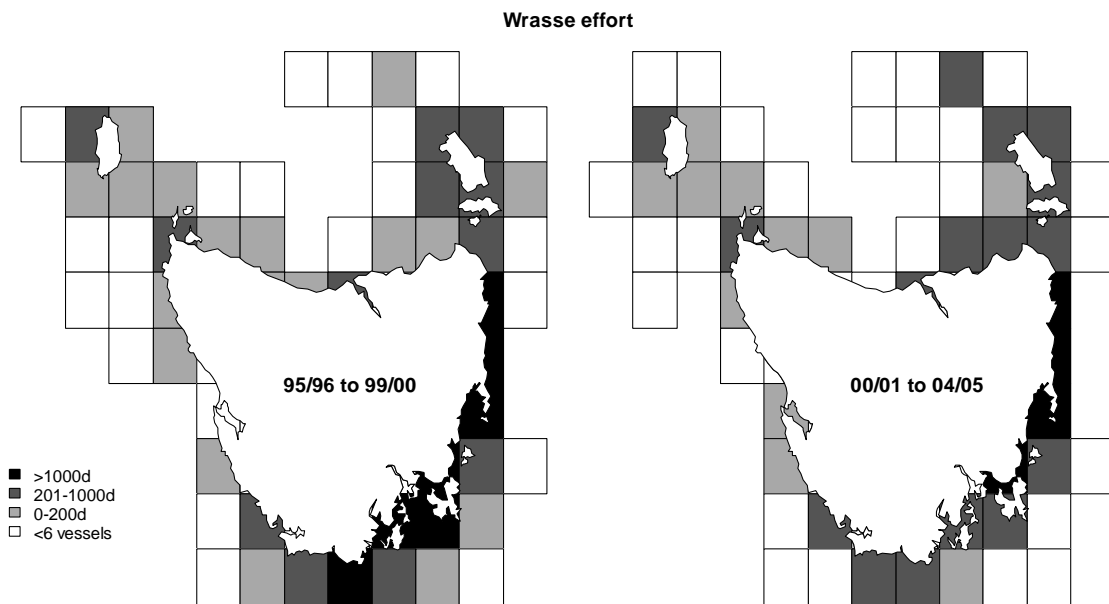 Wrasse effort
95/96 to 99/00
00/01 to 04/05
>1000d
201-1000d
0-200d
<6 vessels